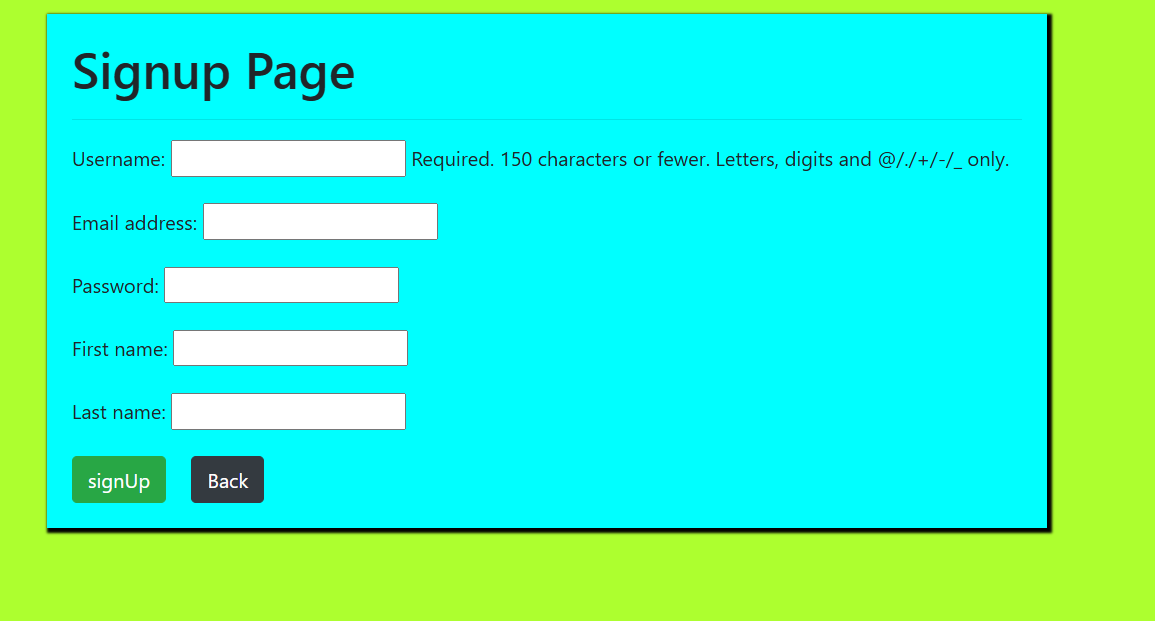 Signup Page
Username: Required. 150 characters or fewer. Letters, digits and @/./+/-/_ only.
Email address:
Password:
First name:
Last name:
signUp Back